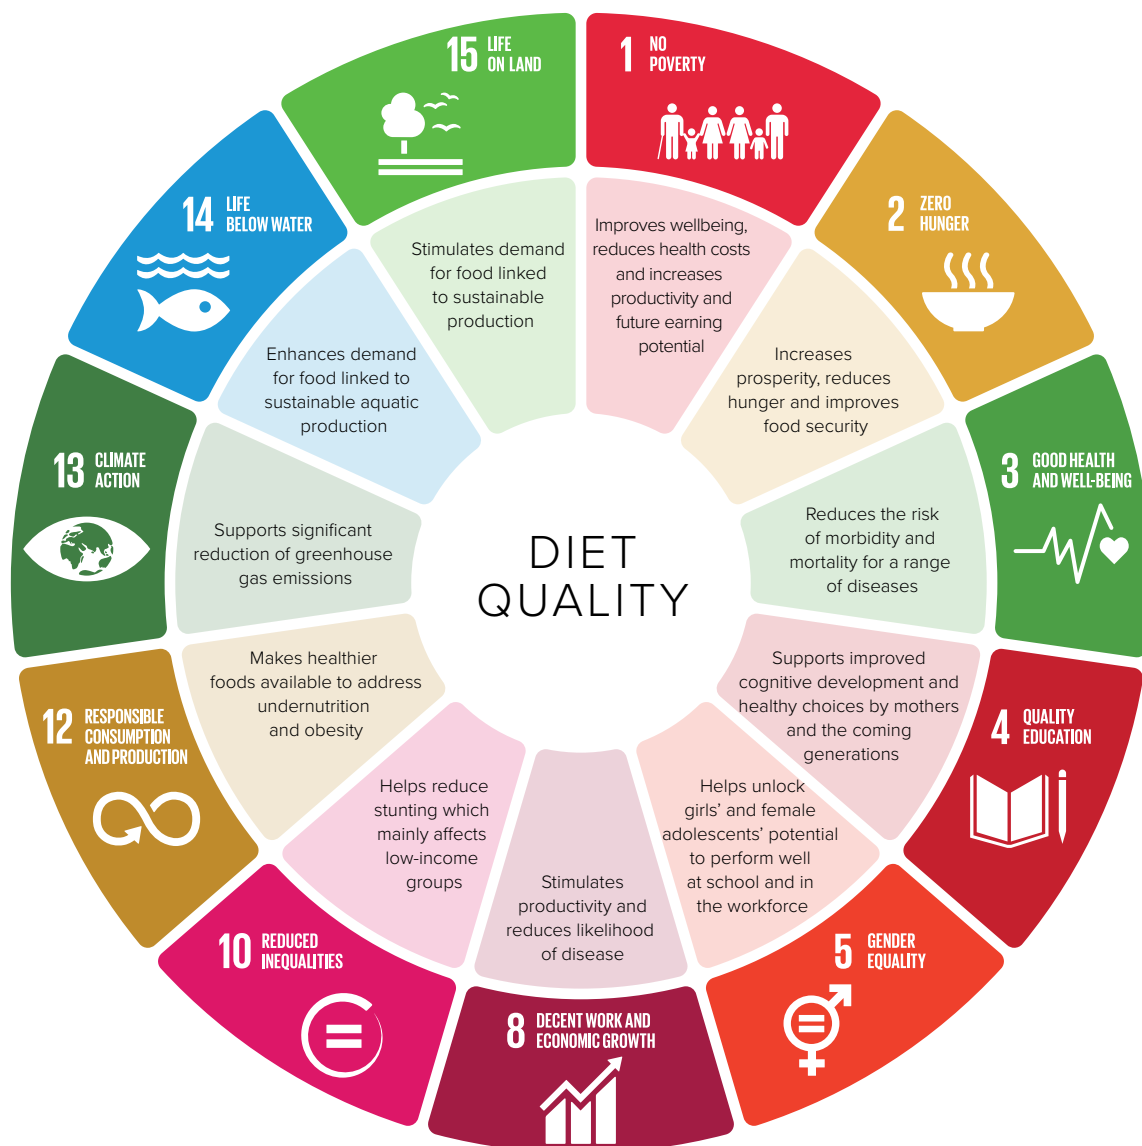 DIET
QUALITY
1 NO
POVERTY
Improves wellbeing,
reduces health costs
and increases
productivity and
future earning
potential
2 ZERO
HUNGER
Increases
prosperity, reduces
hunger and improves
food security
3 GOOD HEALTH
AND WELL-BEING
Reduces the risk
of morbidity and
mortality for a range
of diseases
4 QUALITY
EDUCATION
Supports improved
cognitive development and
healthy choices by mothers
and the coming
generations
5 GENDER
EQUALITY
Helps unlock
girls’ and female
adolescents’ potential
to perform well
at school and in
the workforce
8 DECENT WORK AND
ECONOMIC GROWTH
Stimulates
productivity and
reduces likelihood
of disease
10 REDUCED
INEQUALITIES
Helps reduce
stunting which
mainly affects
low-income
groups
12 RESPONSIBLE
CONSUMPTION
AND PRODUCTION
Makes healthier
foods available to address
undernutrition
and obesity
13 CLIMATE
ACTION
Supports significant
reduction of greenhouse
gas emissions
14 LIFE
BELOW WATER
Enhances demand
for food linked to
sustainable aquatic
production
15 LIFE
ON LAND
Stimulates demand
for food linked
to sustainable
production